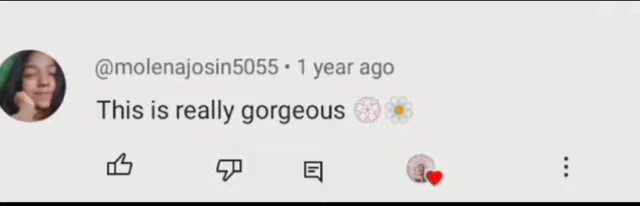 @molenajosin5055 • 1 year ago
This is really gorgeous 💮🌼